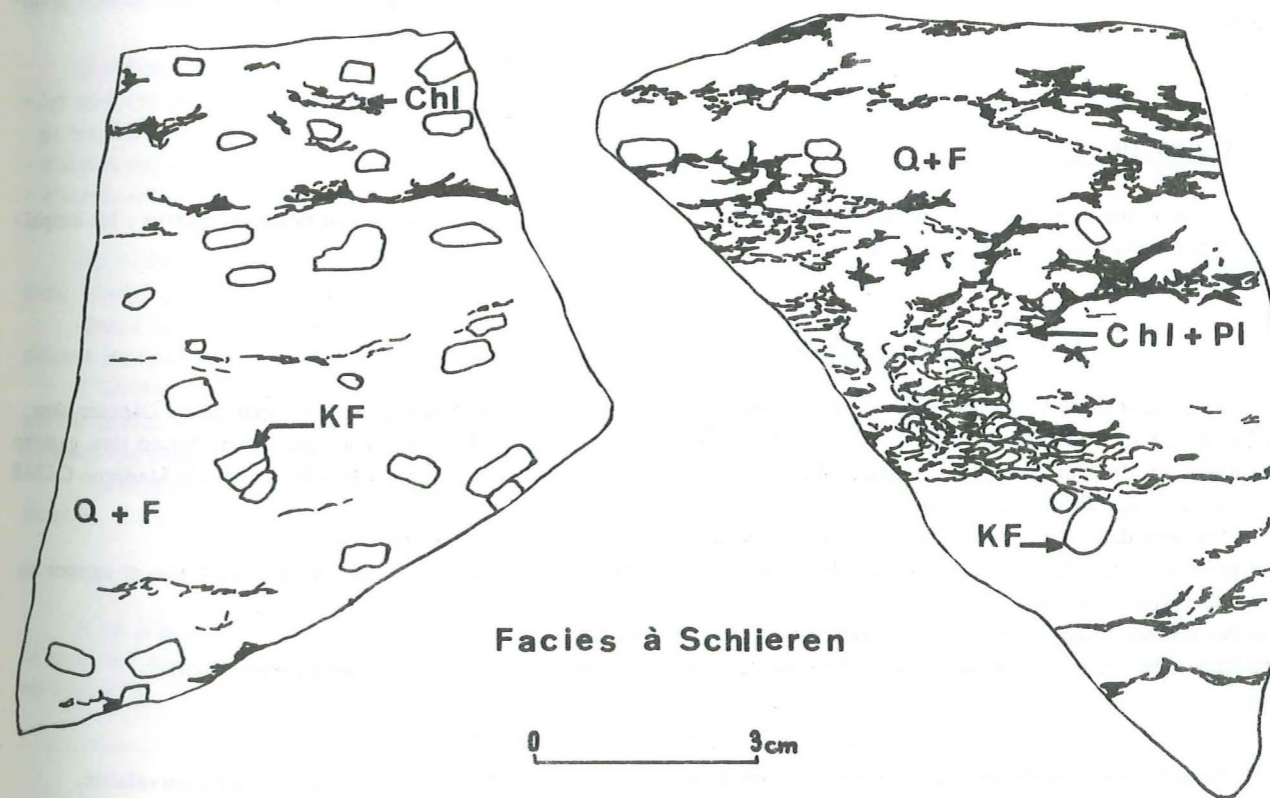 Chl
Q+F
Chl+Pl
KF
Q + F
KF
Facies à Schlieren
0 3cm